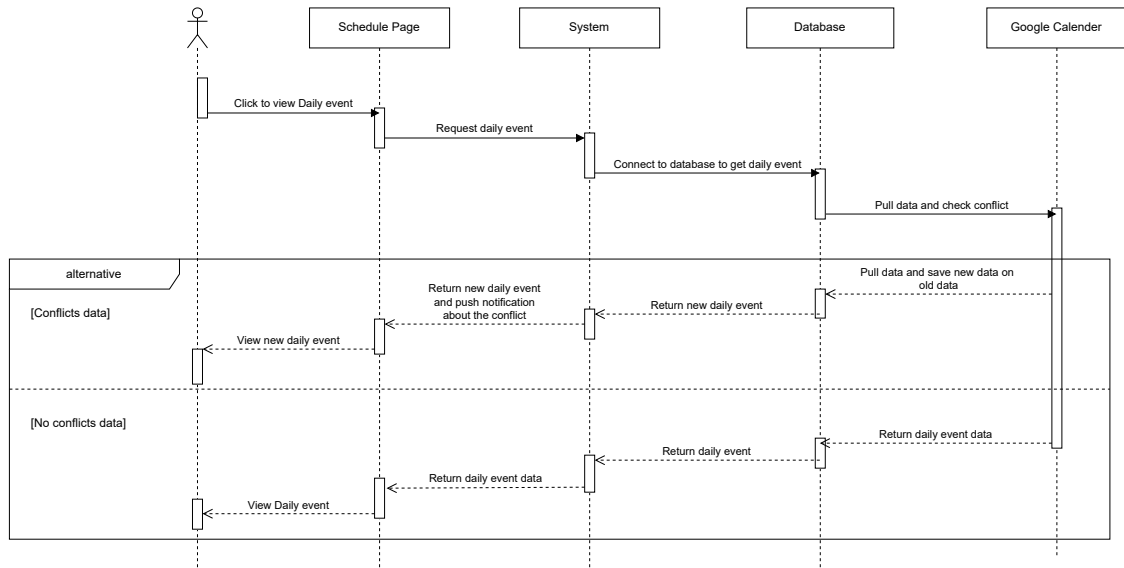 Schedule Page
System
Database
Google Calender
Click to view Daily event
Request daily event
Connect to database to get daily event
Pull data and check conflict
alternative
Pull data and save new data on
old data
Return new daily event
and push notification
about the conflict
Return new daily event
[Conflicts data]
View new daily event
[No conflicts data]
Return daily event data
Return daily event
Return daily event data
View Daily event